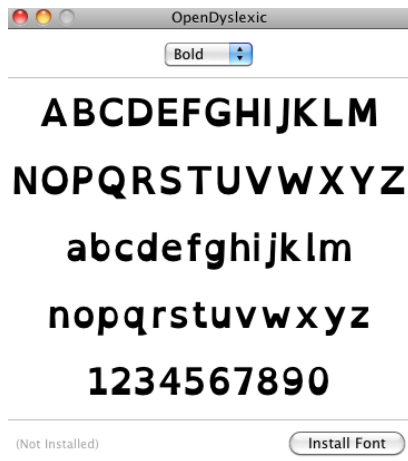 OpenDyslexic
Bold
ABCDEFGHIJKLM
NOPQRSTUVWXYZ
abcdefghijklm
nopqrstuvwxyz
1234567890
(Not Installed) Install Font